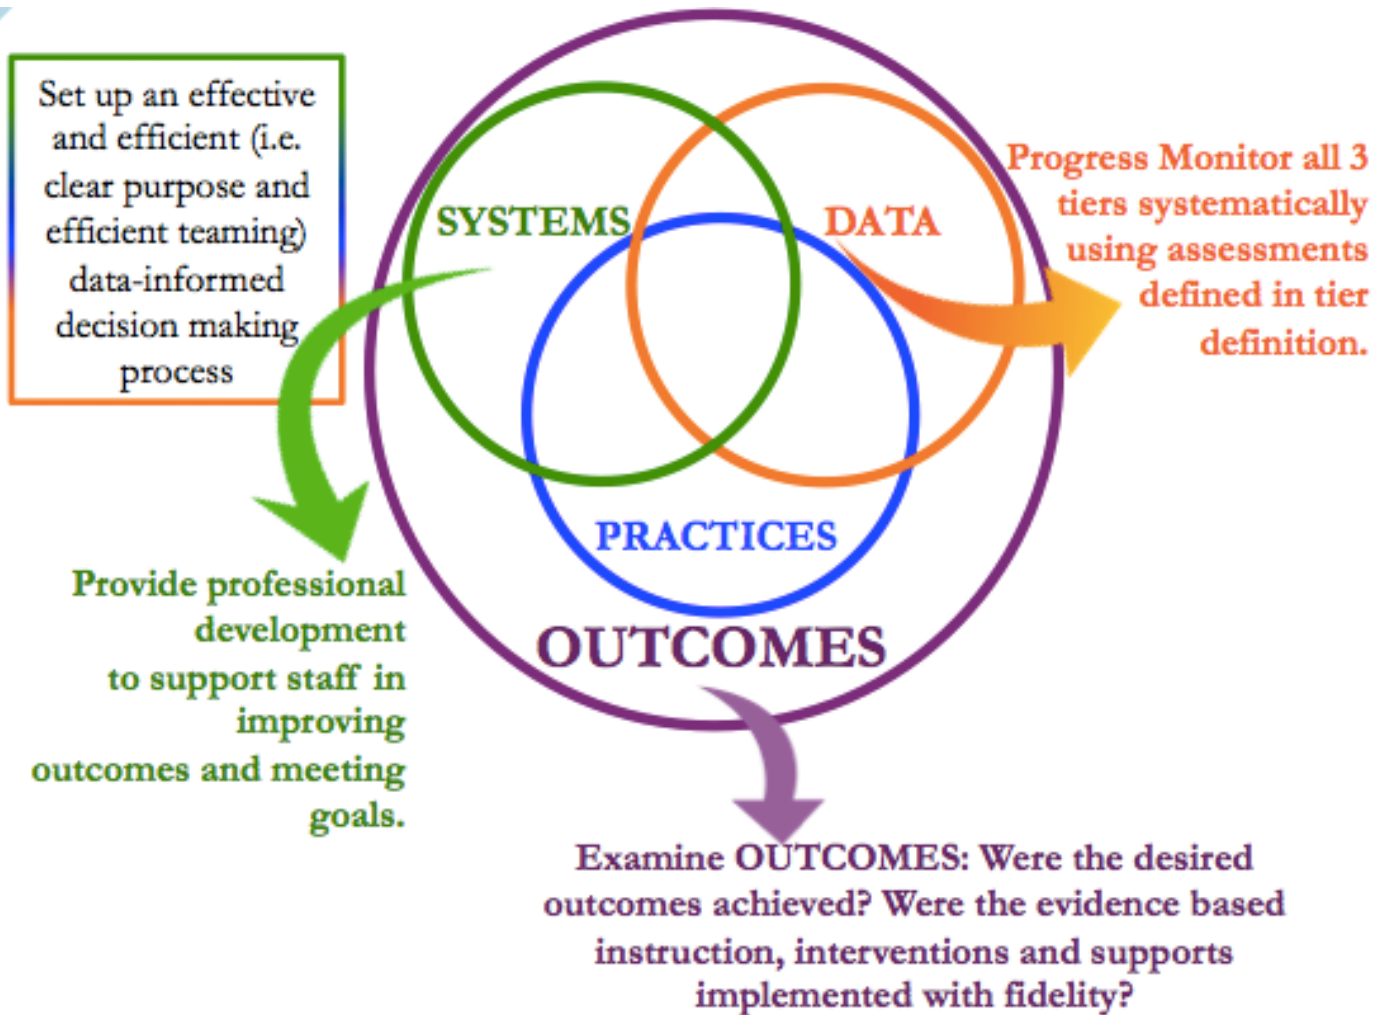 Set up an effective
and efficient (i.e.
clear purpose and
efficient teaming)
data-informed
decision making
process
SYSTEMS
DATA
PRACTICES
OUTCOMES
Progress Monitor all 3
tiers systematically
using assessments
defined in tier
definition.
Provide professional
development
to support staff in
improving
outcomes and meeting
goals.
Examine OUTCOMES: Were the desired
outcomes achieved? Were the evidence based
instruction, interventions and supports
implemented with fidelity?